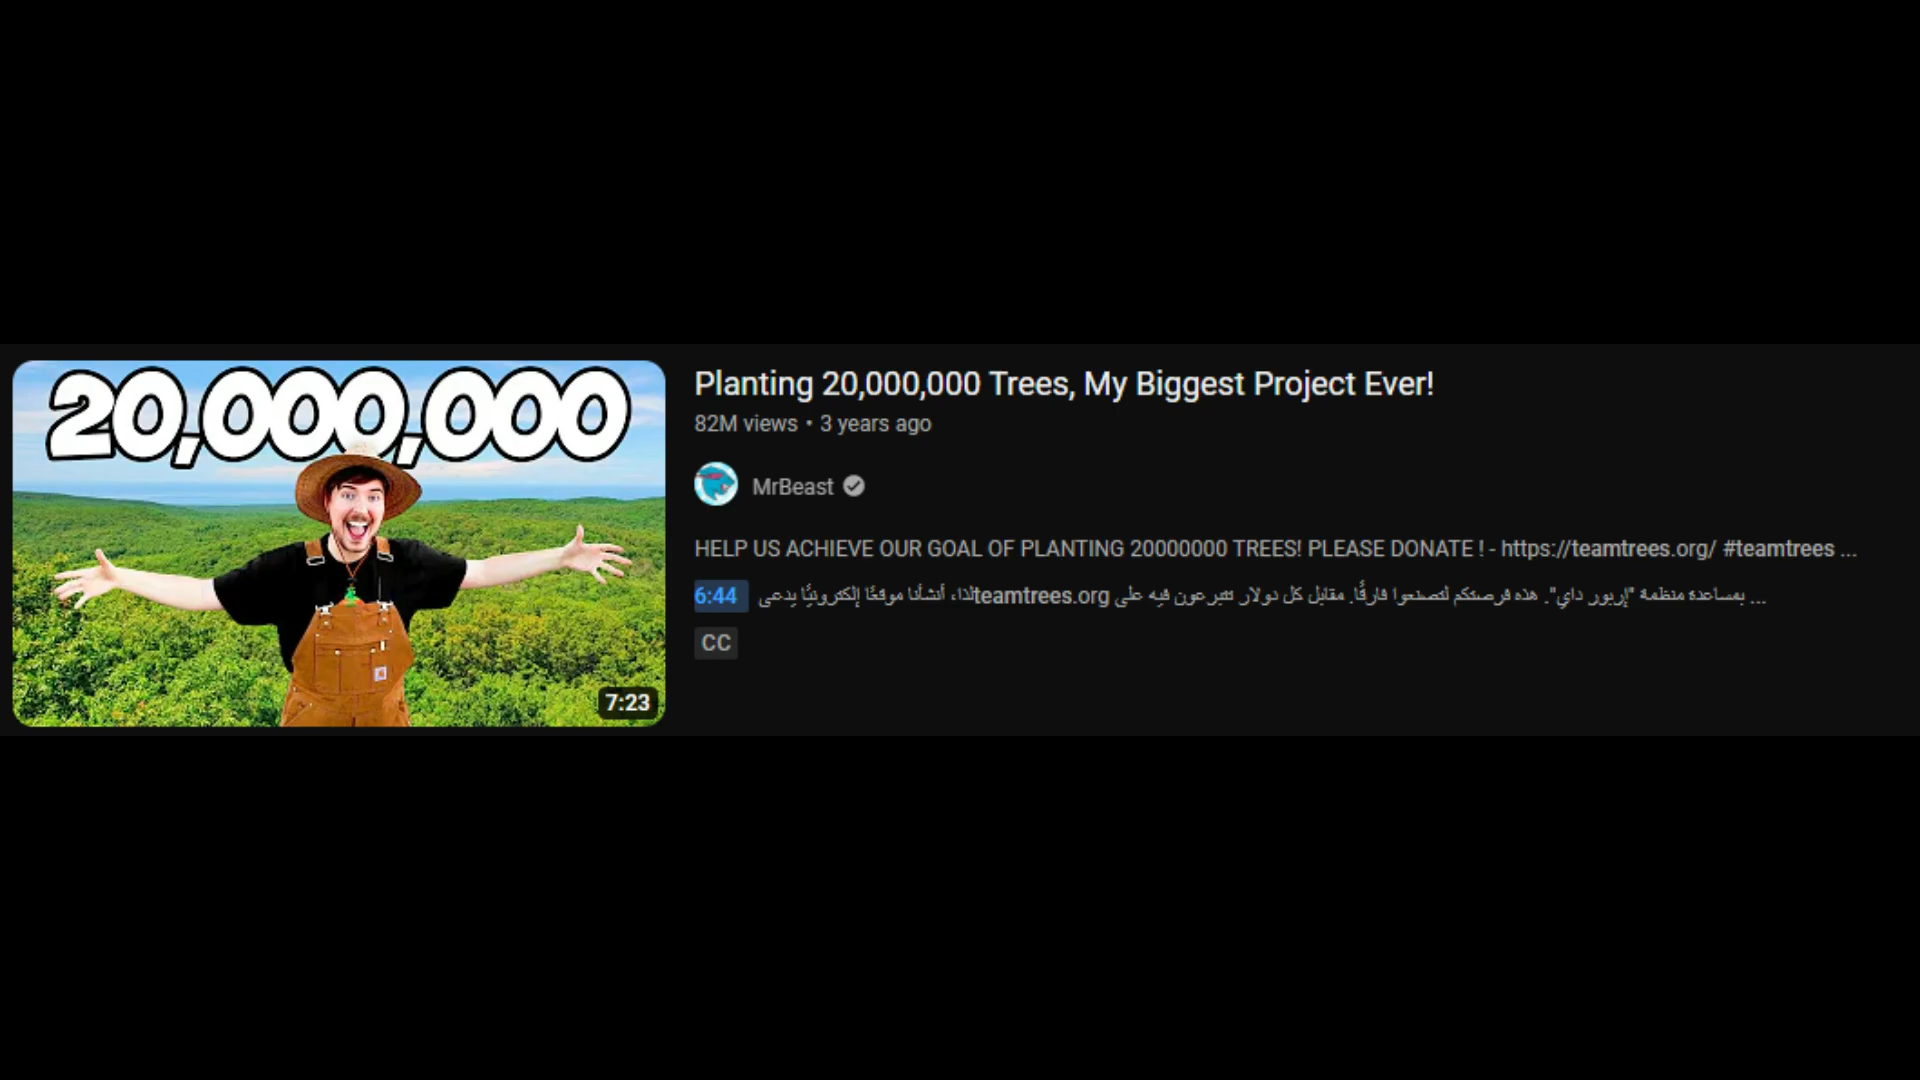 20,000,000
7:23
Planting 20,000,000 Trees, My Biggest Project Ever!
82M views • 3 years ago
MrBeast
HELP US ACHIEVE OUR GOAL OF PLANTING 20000000 TREES! PLEASE DONATE ! - https://teamtrees.org/ #teamtrees ...
6:44 لذا، أنشأنا موقعًا إلكترونيًّا يدعى teamtrees.org بمساعدة منظمة "إربور داي". هذه فرصتكم لتصنعوا فارقًا. مقابل كل دولار تتبرعون فيه على ...
CC